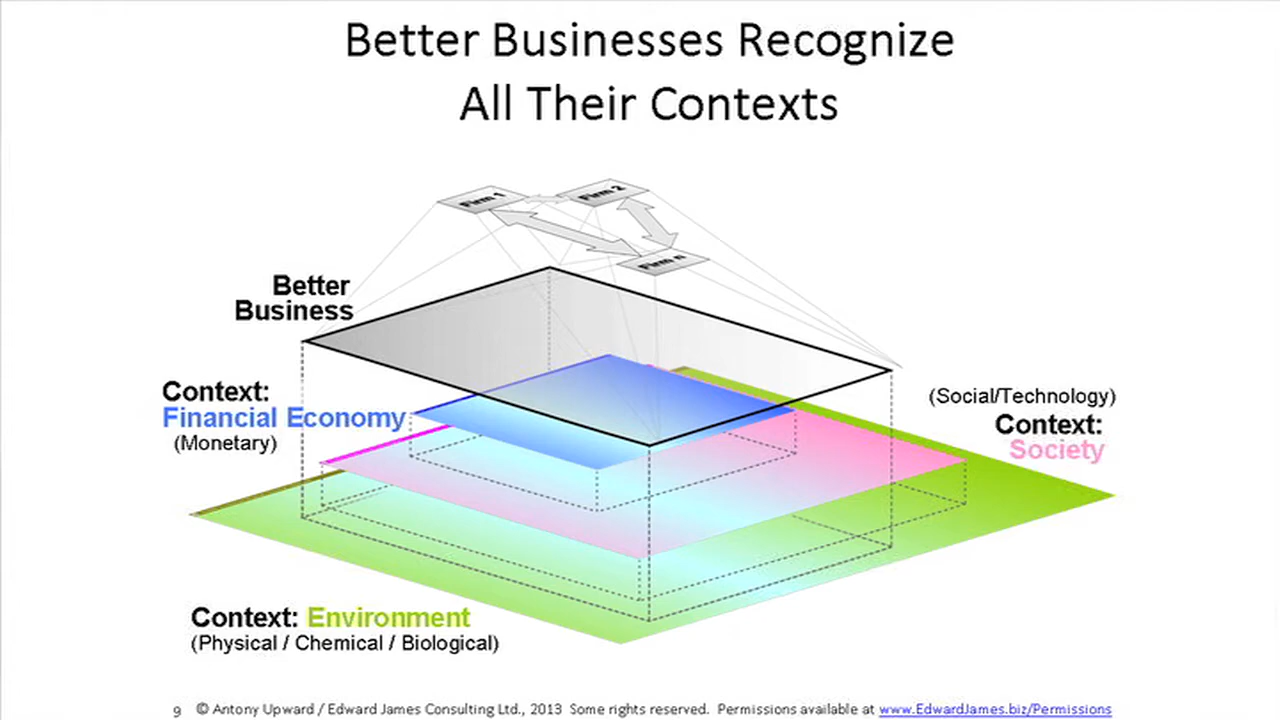 Better Businesses Recognize
All Their Contexts
Firm 1
Firm 2
Firm n
Better
Business
Context:
Financial Economy
(Monetary)
(Social/Technology)
Context:
Society
Context: Environment
(Physical / Chemical / Biological)
9 © Antony Upward / Edward James Consulting Ltd., 2013 Some rights reserved. Permissions available at www.EdwardJames.biz/Permissions